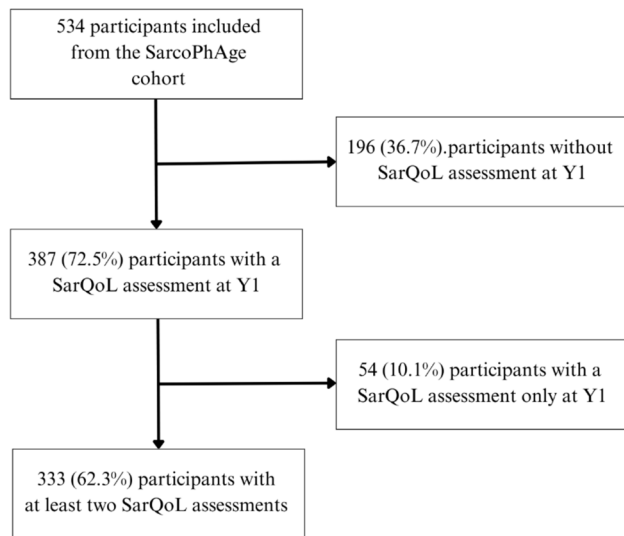 534 participants included
from the SarcoPhAge
cohort
196 (36.7%).participants without
SarQoL assessment at Y1
387 (72.5%) participants with a
SarQoL assessment at Y1
54 (10.1%) participants with a
SarQoL assessment only at Y1
333 (62.3%) participants with
at least two SarQoL assessments